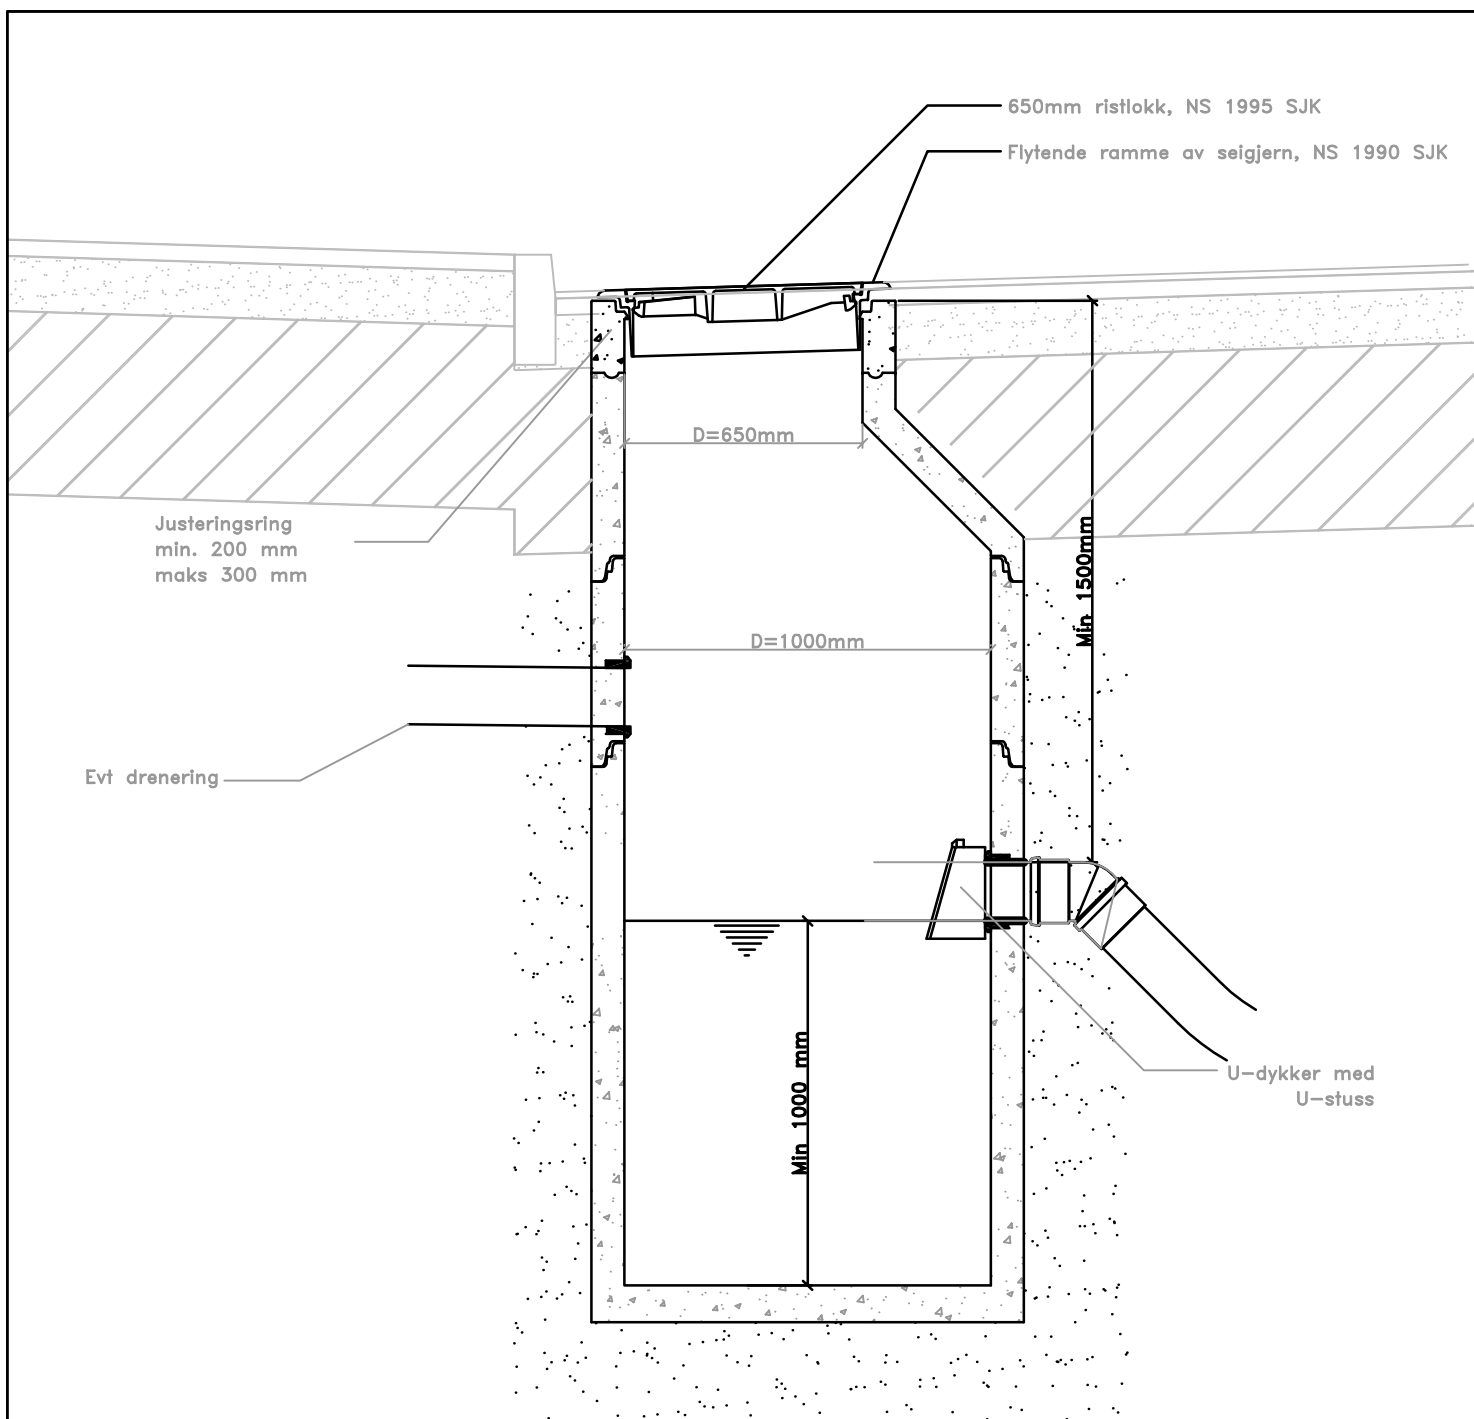 650mm ristlokk, NS 1995 SJK
Flytende ramme av seigjern, NS 1990 SJK
D=650mm
Justeringsring
min. 200 mm
maks 300 mm
Min 1500mm
D=1000mm
Evt drenering
Min 1000 mm
U-dykker med
U-stuss